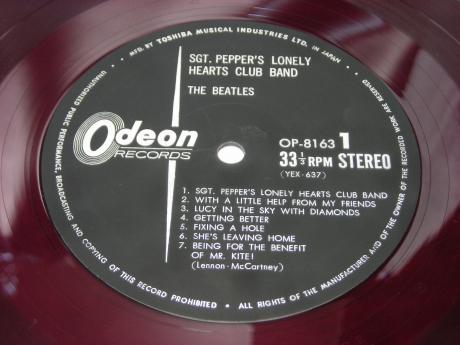 MFD. BY TOSHIBA MUSICAL INDUSTRIES LTD. IN JAPAN
SGT. PEPPER'S LONELY
HEARTS CLUB BAND
THE BEATLES
Odeon
RECORDS
OP-8163 1
33⅓ RPM STEREO
(YEX-637)
1. SGT. PEPPER'S LONELY HEARTS CLUB BAND
2. WITH A LITTLE HELP FROM MY FRIENDS
3. LUCY IN THE SKY WITH DIAMONDS
4. GETTING BETTER
5. FIXING A HOLE
6. SHE'S LEAVING HOME
7. BEING FOR THE BENEFIT
OF MR. KITE!
(Lennon-McCartney)
UNAUTHORIZED PUBLIC PERFORMANCE, BROADCASTING AND COPYING OF THIS RECORD PROHIBITED • ALL RIGHTS OF THE MANUFACTURER AND OF THE OWNER OF THE RECORDED WORK ARE RESERVED